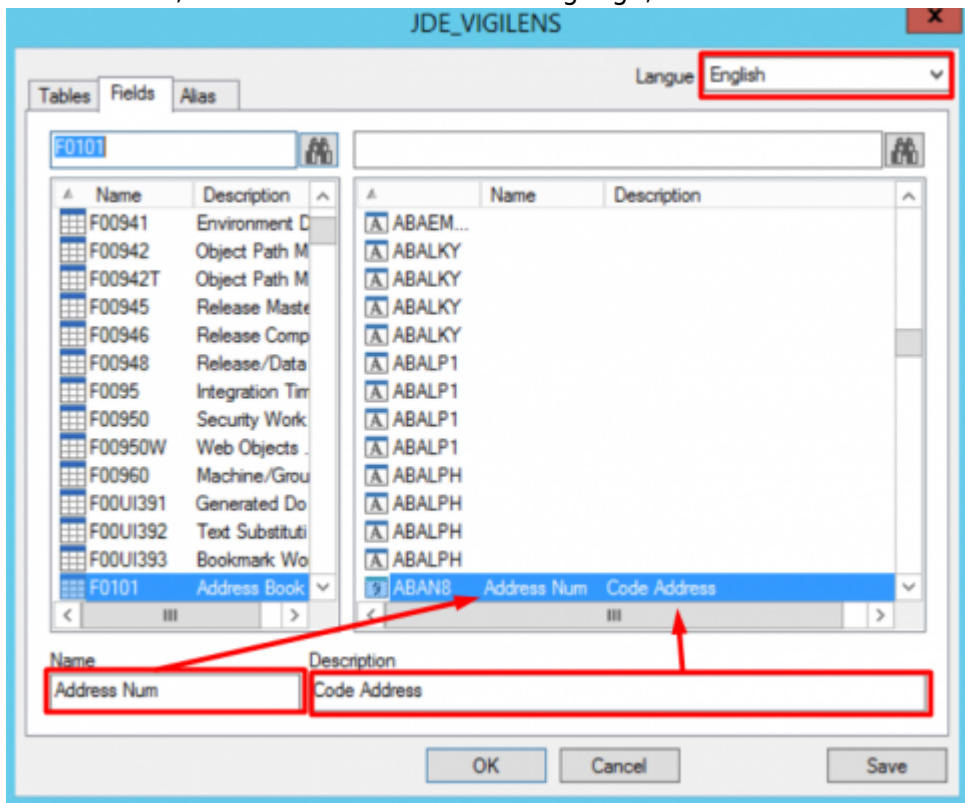 JDE_VIGILENS
x
Langue English
Tables Fields Alias
F0101
Name Description Name Description
F00941 Environment D ABAEM...
F00942 Object Path M ABALKY
F00942T Object Path M ABALKY
F00945 Release Maste ABALKY
F00946 Release Comp ABALKY
F00948 Release/Data ABALP1
F0095 Integration Tim ABALP1
F00950 Security Work ABALP1
F00950W Web Objects . ABALP1
F00960 Machine/Grou ABALPH
F00UI391 Generated Do ABALPH
F00UI392 Text Substituti ABALPH
F00UI393 Bookmark Wo ABALPH
F0101 Address Book ABAN8 Address Num Code Address
Name Description
Address Num Code Address
OK Cancel Save